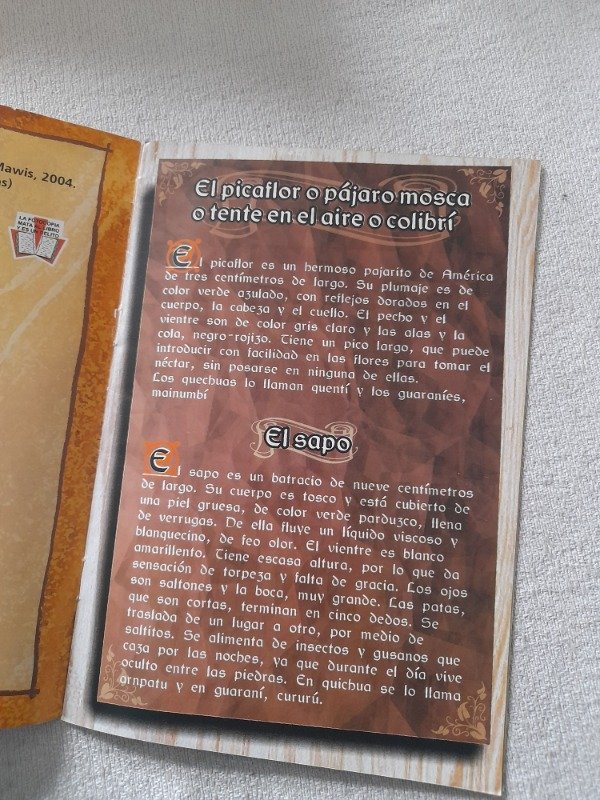 Mawis, 2004.
as)
LA FOTOCOPIA
MATA AL LIBRO
Y ES UN DELITO
El picaflor o pájaro mosca
o tente en el aire o colibrí
El picaflor es un hermoso pajarito de América
de tres centímetros de largo. Su plumaje es de
color verde azulado, con reflejos dorados en el
cuerpo, la cabeza y el cuello. El pecho y el
vientre son de color gris claro y las alas y la
cola, negro-rojizo. Tiene un pico largo, que puede
introducir con facilidad en las flores para tomar el
néctar, sin posarse en ninguna de ellas.
Los quechuas lo llaman quentí y los guaraníes,
mainumbí
El sapo
El sapo es un batracio de nueve centímetros
de largo. Su cuerpo es tosco y está cubierto de
una piel gruesa, de color verde parduzco, llena
de verrugas. De ella fluye un líquido viscoso y
blanquecino, de feo olor. El vientre es blanco
amarillento. Tiene escasa altura, por lo que da
sensación de torpeza y falta de gracia. Los ojos
son saltones y la boca, muy grande. Las patas,
que son cortas, terminan en cinco dedos. Se
traslada de un lugar a otro, por medio de
saltitos. Se alimenta de insectos y gusanos que
caza por las noches, ya que durante el día vive
oculto entre las piedras. En quichua se lo llama
arnpatu y en guaraní, cururú.